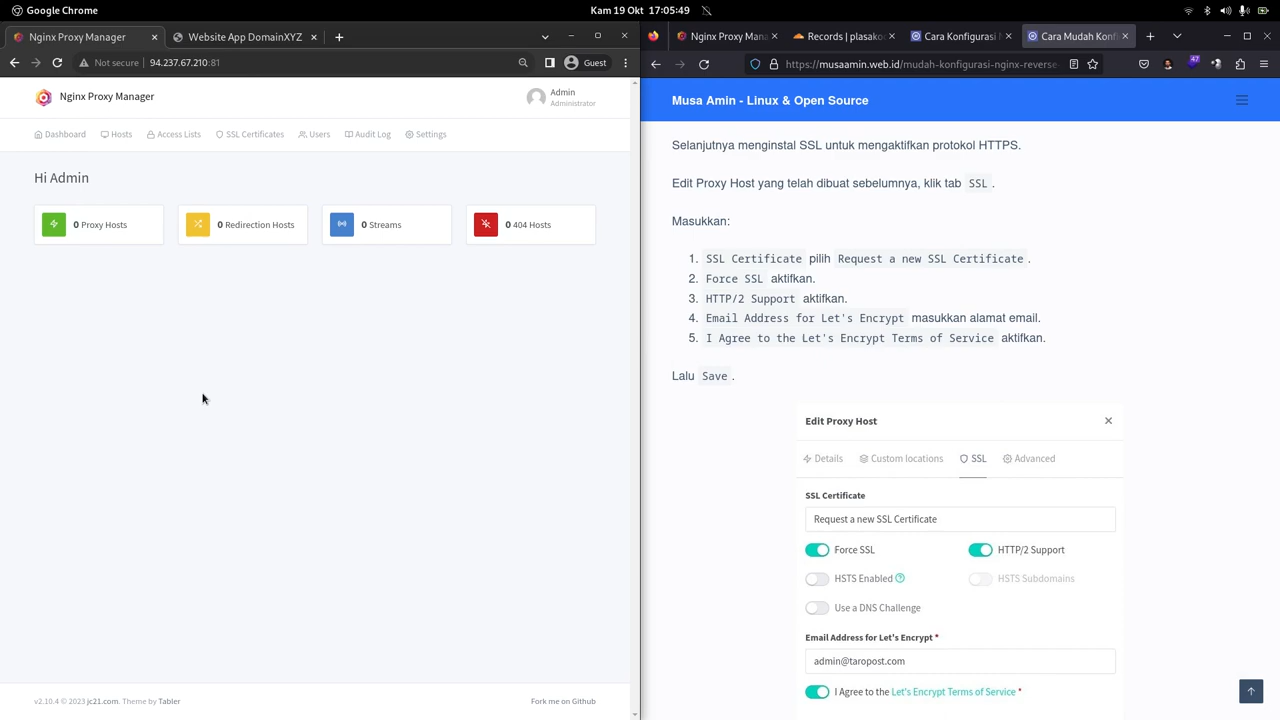 Google Chrome
Kam 19 Okt 17:05:49
Nginx Proxy Manager
Website App DomainXYZ
Not secure
94.237.67.210:81
Guest
Nginx Proxy Manager
Admin
Administrator
Dashboard
Hosts
Access Lists
SSL Certificates
Users
Audit Log
Settings
Hi Admin
0 Proxy Hosts
0 Redirection Hosts
0 Streams
0 404 Hosts
v2.10.4 © 2023 jc21.com. Theme by Tabler
Fork me on Github
Nginx Proxy Mana
Records | plasako
Cara Konfigurasi
Cara Mudah Konf
https://musaamin.web.id/mudah-konfigurasi-nginx-reverse
47
Musa Amin - Linux & Open Source
Selanjutnya menginstal SSL untuk mengaktifkan protokol HTTPS.
Edit Proxy Host yang telah dibuat sebelumnya, klik tab SSL.
Masukkan:
1. SSL Certificate pilih Request a new SSL Certificate.
2. Force SSL aktifkan.
3. HTTP/2 Support aktifkan.
4. Email Address for Let's Encrypt masukkan alamat email.
5. I Agree to the Let's Encrypt Terms of Service aktifkan.
Lalu Save.
Edit Proxy Host
Details
Custom locations
SSL
Advanced
SSL Certificate
Request a new SSL Certificate
Force SSL
HTTP/2 Support
HSTS Enabled
HSTS Subdomains
Use a DNS Challenge
Email Address for Let's Encrypt *
admin@taropost.com
I Agree to the Let's Encrypt Terms of Service *